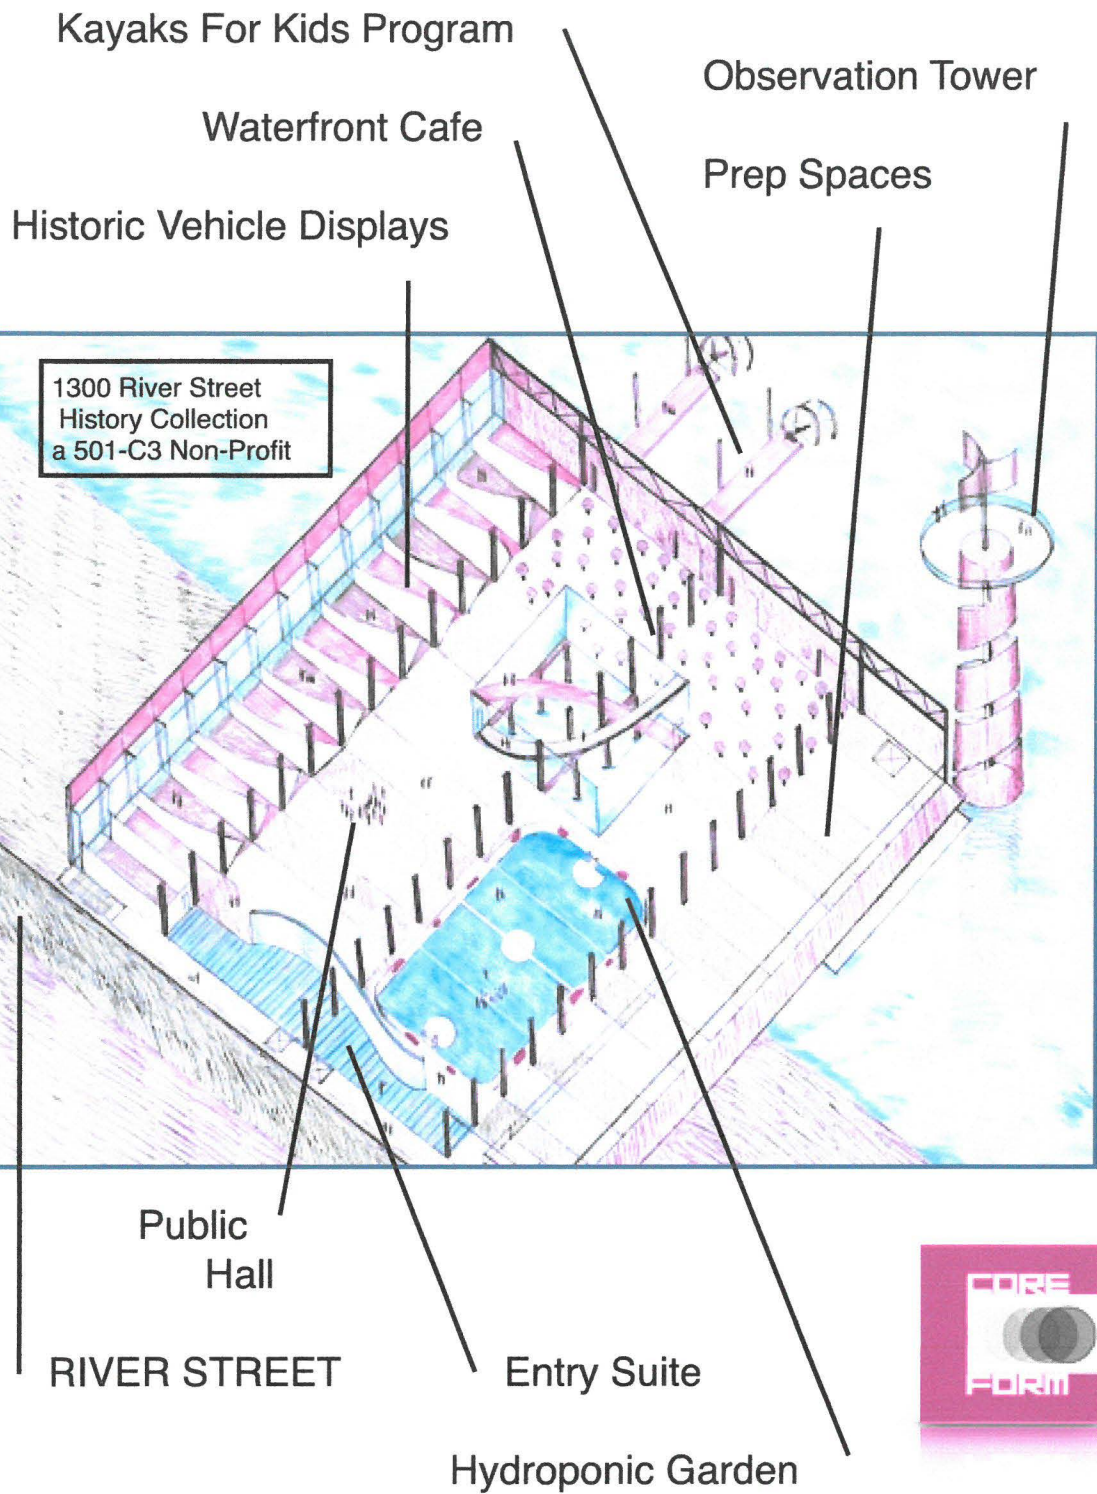 Kayaks For Kids Program
Observation Tower
Waterfront Cafe
Prep Spaces
Historic Vehicle Displays
1300 River Street
History Collection
a 501-C3 Non-Profit
Public
Hall
RIVER STREET
Entry Suite
Hydroponic Garden
CORE
FORM